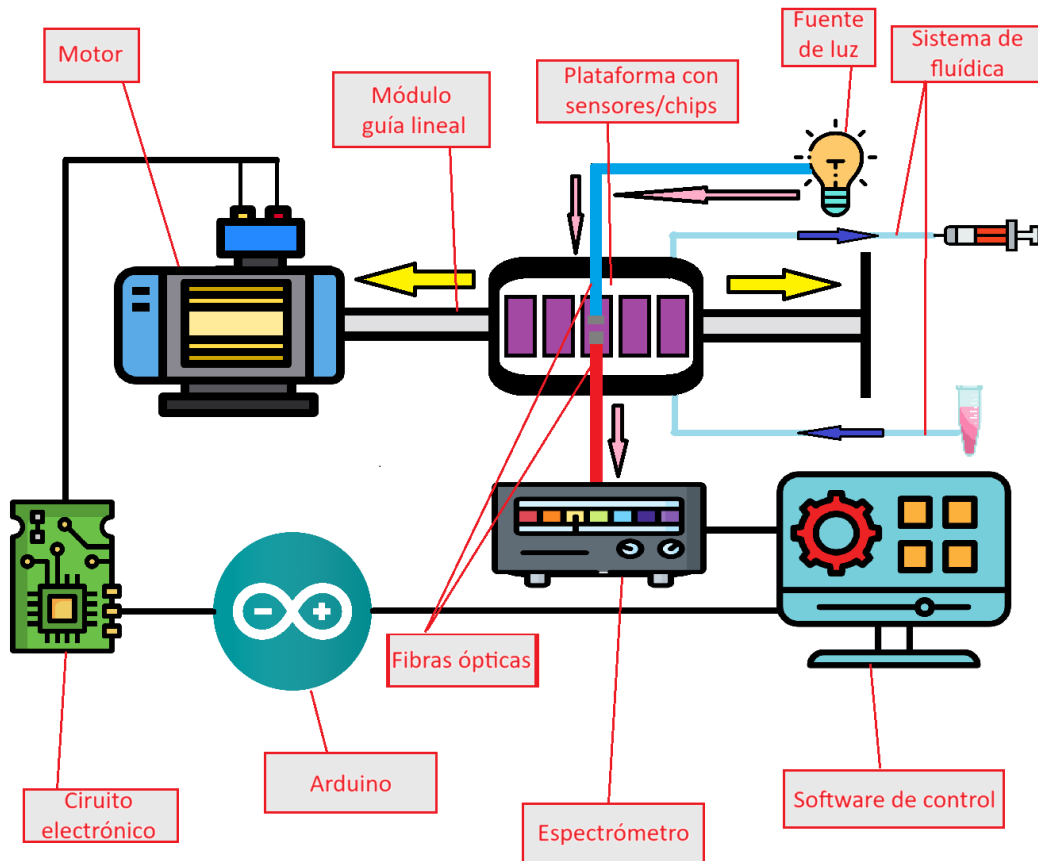 Motor
Módulo
guía lineal
Plataforma con
sensores/chips
Fuente
de luz
Sistema de
fluídica
Fibras ópticas
Ciruito
electrónico
Arduino
Espectrómetro
Software de control